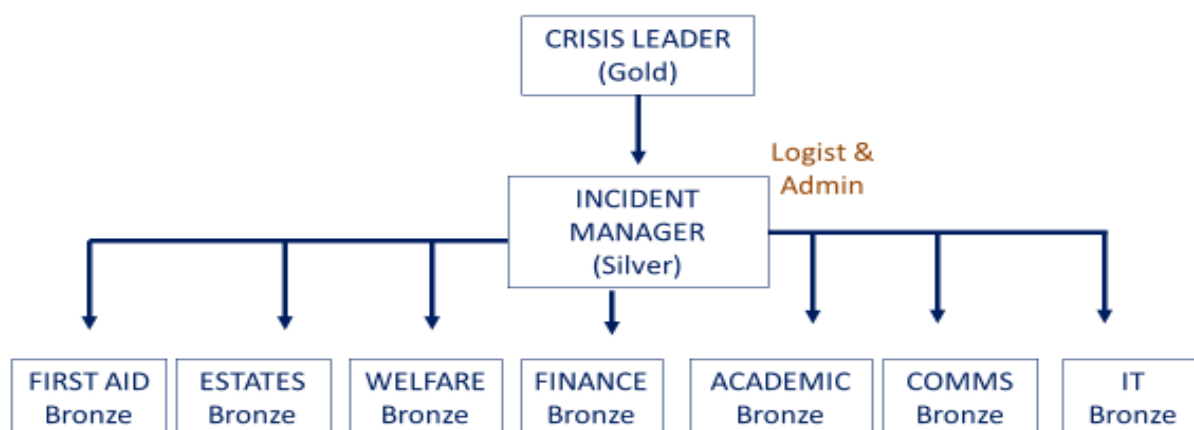 CRISIS LEADER
(Gold)
Logist &
Admin
INCIDENT
MANAGER
(Silver)
FIRST AID
Bronze
ESTATES
Bronze
WELFARE
Bronze
FINANCE
Bronze
ACADEMIC
Bronze
COMMS
Bronze
IT
Bronze